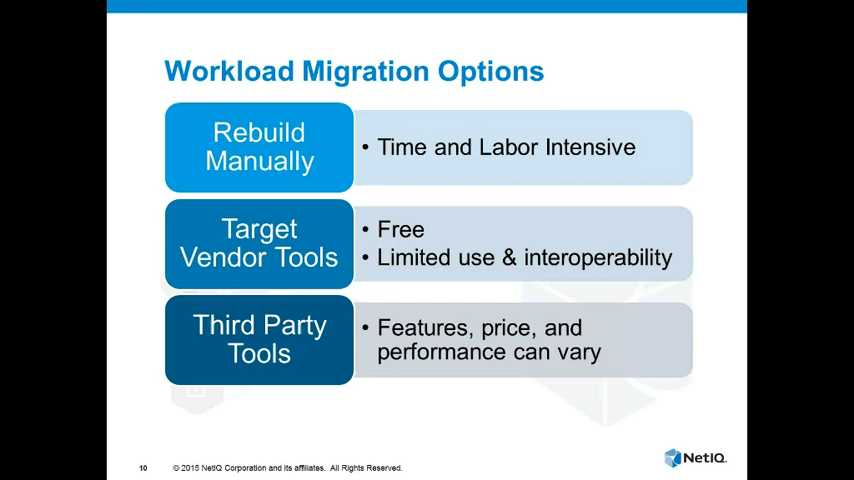 Workload Migration Options
Rebuild
Manually
• Time and Labor Intensive
Target
Vendor Tools
• Free
• Limited use & interoperability
Third Party
Tools
• Features, price, and
performance can vary
10 © 2015 NetIQ Corporation and its affiliates. All Rights Reserved.
NetIQ.